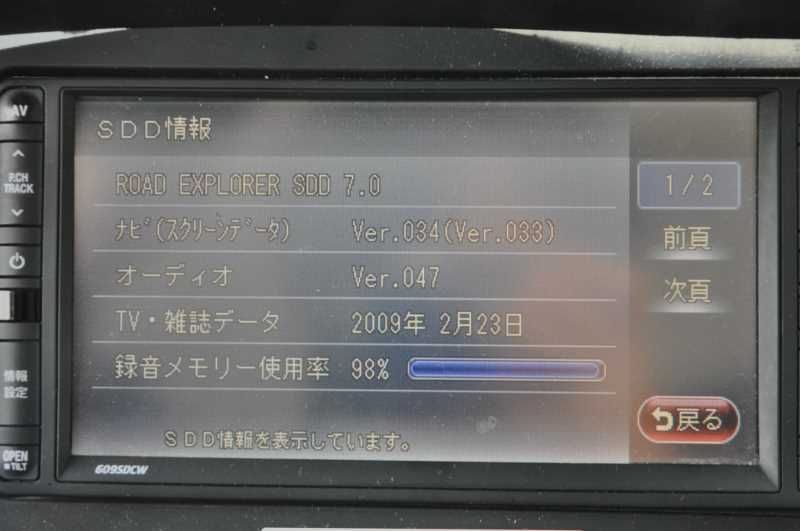 AV
P.CH
TRACK
情報
設定
OPEN
TILT
SDD情報
ROAD EXPLORER SDD 7.0
ナビ(スクリーンデータ) Ver.034(Ver.033)
オーディオ Ver.047
TV・雑誌データ 2009年 2月23日
録音メモリー使用率 98%
SDD情報を表示しています。
1/2
前頁
次頁
戻る
609SDCW